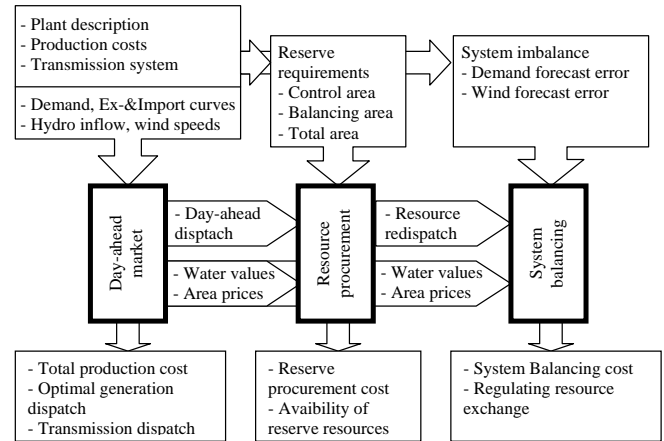 - Plant description
- Production costs
- Transmission system
- Demand, Ex-&Import curves
- Hydro inflow, wind speeds
Reserve
requirements
- Control area
- Balancing area
- Total area
System imbalance
- Demand forecast error
- Wind forecast error
Day-ahead
market
- Day-ahead
disptach
- Water values
- Area prices
Resource
procurement
- Resource
redispatch
- Water values
- Area prices
System
balancing
- Total production cost
- Optimal generation
dispatch
- Transmission dispatch
- Reserve
procurement cost
- Avaibility of
reserve resources
- System Balancing cost
- Regulating resource
exchange